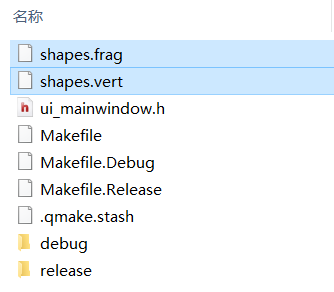 名称
shapes.frag
shapes.vert
ui_mainwindow.h
Makefile
Makefile.Debug
Makefile.Release
.qmake.stash
debug
release